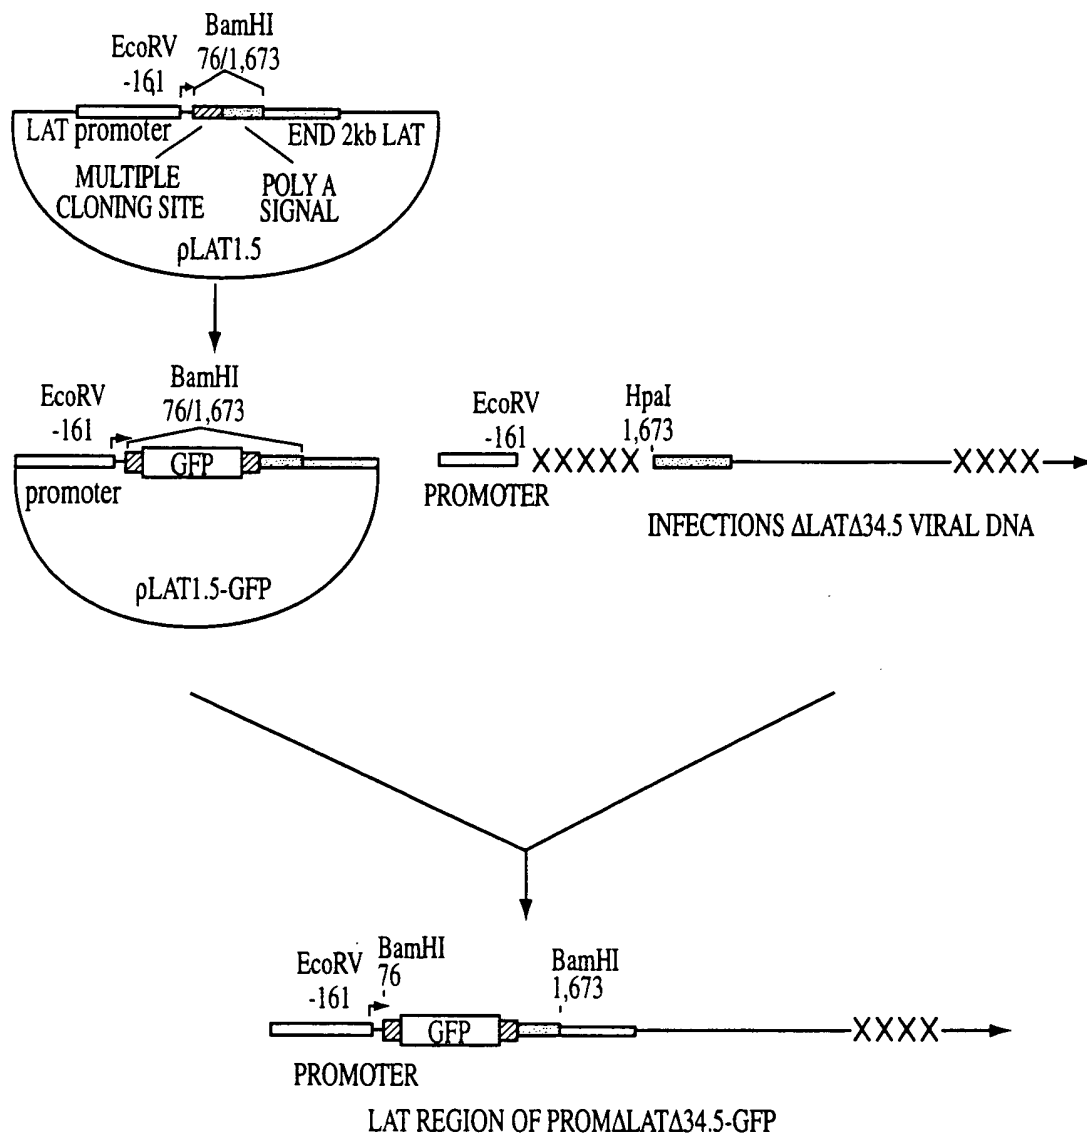 BamHI
EcoRV
76/1,673
-161
LAT promoter
END 2kb LAT
MULTIPLE
CLONING SITE
POLY A
SIGNAL
ρLAT1.5
BamHI
EcoRV
76/1,673
-161
GFP
promoter
ρLAT1.5-GFP
EcoRV
-161
HpaI
1,673
XXXXX
XXXX
PROMOTER
INFECTIONS ΔLATΔ34.5 VIRAL DNA
EcoRV
-161
BamHI
76
BamHI
1,673
GFP
XXXX
PROMOTER
LAT REGION OF PROMΔLATΔ34.5-GFP